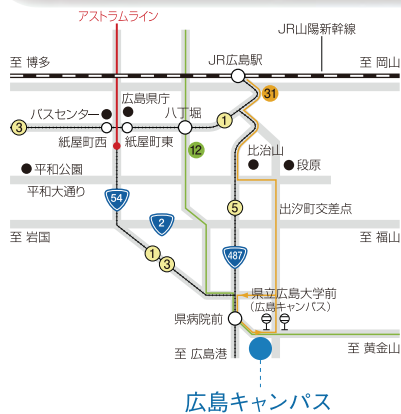 アストラムライン
JR山陽新幹線
至 博多
JR広島駅
至 岡山
広島県庁
バスセンター
八丁堀
31
3
1
紙屋町西
紙屋町東
比治山
12
段原
平和公園
平和大通り
54
5
出汐町交差点
2
至 岩国
至 福山
1
487
3
県立広島大学前
(広島キャンパス)
県病院前
至 広島港
至 黄金山
広島キャンパス